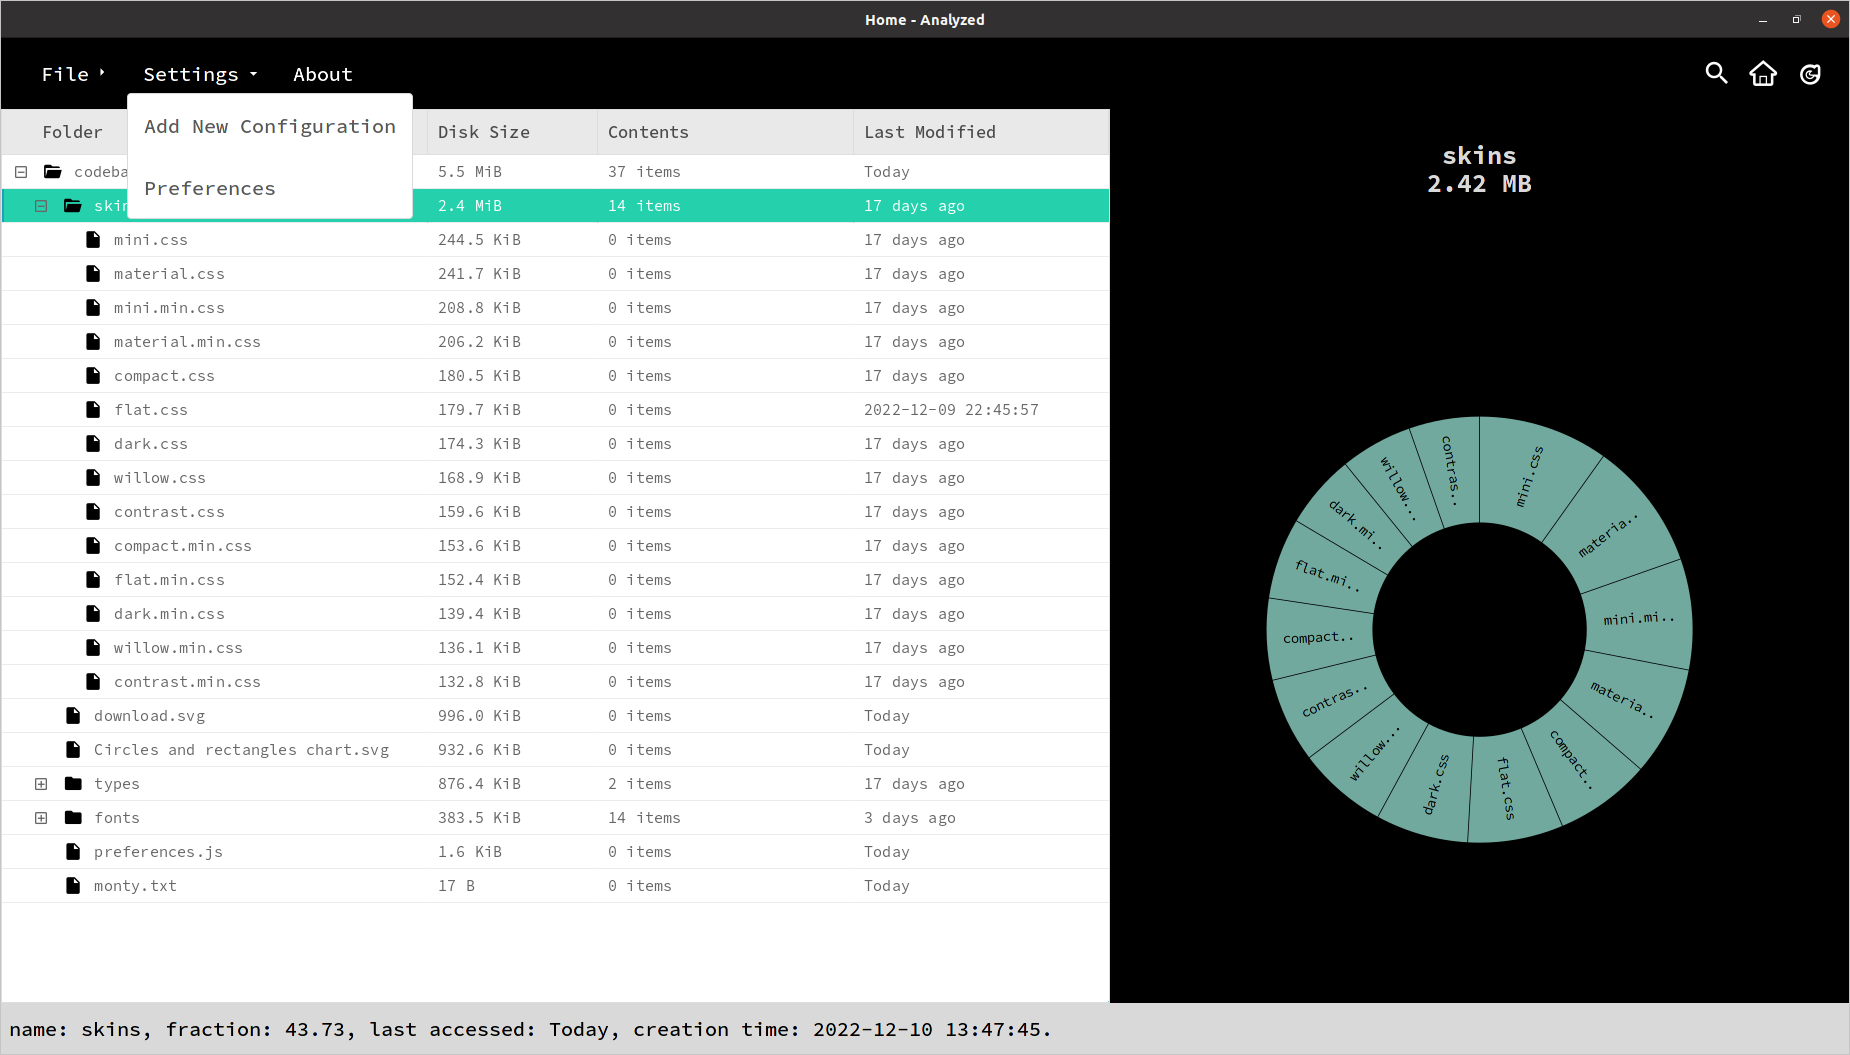 Home - Analyzed
File Settings About
Add New Configuration
Preferences
Folder Disk Size Contents Last Modified
codeba 5.5 MiB 37 items Today
skin 2.4 MiB 14 items 17 days ago
mini.css 244.5 KiB 0 items 17 days ago
material.css 241.7 KiB 0 items 17 days ago
mini.min.css 208.8 KiB 0 items 17 days ago
material.min.css 206.2 KiB 0 items 17 days ago
compact.css 180.5 KiB 0 items 17 days ago
flat.css 179.7 KiB 0 items 2022-12-09 22:45:57
dark.css 174.3 KiB 0 items 17 days ago
willow.css 168.9 KiB 0 items 17 days ago
contrast.css 159.6 KiB 0 items 17 days ago
compact.min.css 153.6 KiB 0 items 17 days ago
flat.min.css 152.4 KiB 0 items 17 days ago
dark.min.css 139.4 KiB 0 items 17 days ago
willow.min.css 136.1 KiB 0 items 17 days ago
contrast.min.css 132.8 KiB 0 items 17 days ago
download.svg 996.0 KiB 0 items Today
Circles and rectangles chart.svg 932.6 KiB 0 items Today
types 876.4 KiB 2 items 17 days ago
fonts 383.5 KiB 14 items 3 days ago
preferences.js 1.6 KiB 0 items Today
monty.txt 17 B 0 items Today
skins
2.42 MB
mini.css
materia..
mini.mi..
materia..
compact..
flat.css
dark.css
willow...
contras..
compact..
flat.mi..
dark.mi..
willow...
contras..
name: skins, fraction: 43.73, last accessed: Today, creation time: 2022-12-10 13:47:45.